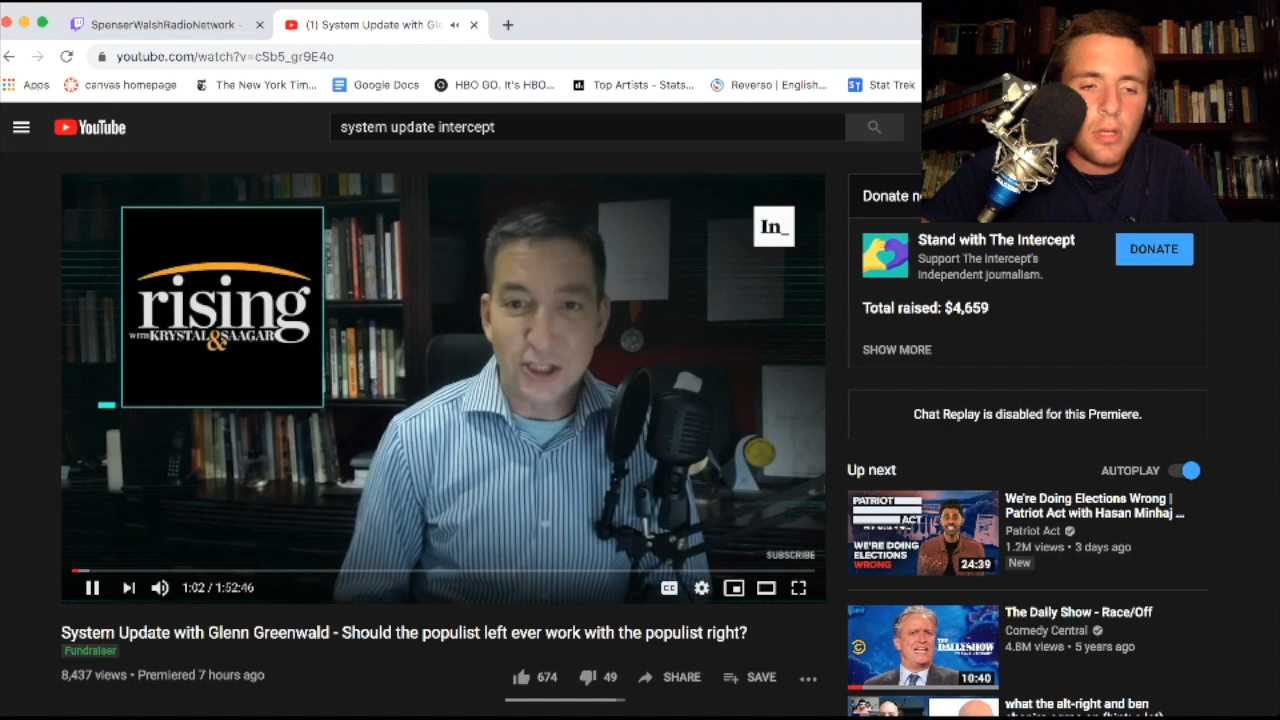 SpenserWalshRadioNetwork -
(1) System Update with Gl
youtube.com/watch?v=cSb5_gr9E4o
Apps
canvas homepage
The New York Tim...
Google Docs
HBO GO. It's HBO...
Top Artists - Stats...
Reverso | English...
ST Stat Trek
YouTube
system update intercept
rising
WITH KRYSTAL & SAAGAR
In_
SUBSCRIBE
1:02 / 1:52:46
CC
System Update with Glenn Greenwald - Should the populist left ever work with the populist right?
Fundraiser
8,437 views • Premiered 7 hours ago
674
49
SHARE
SAVE
Donate
Stand with The Intercept
Support The Intercept's
independent journalism.
DONATE
Total raised: $4,659
SHOW MORE
Chat Replay is disabled for this Premiere.
Up next
AUTOPLAY
PATRIOT
ACT
WE'RE DOING
ELECTIONS
WRONG
24:39
We're Doing Elections Wrong |
Patriot Act with Hasan Minhaj ...
Patriot Act
1.2M views • 3 days ago
New
10:40
The Daily Show - Race/Off
Comedy Central
4.8M views • 5 years ago
what the alt-right and ben